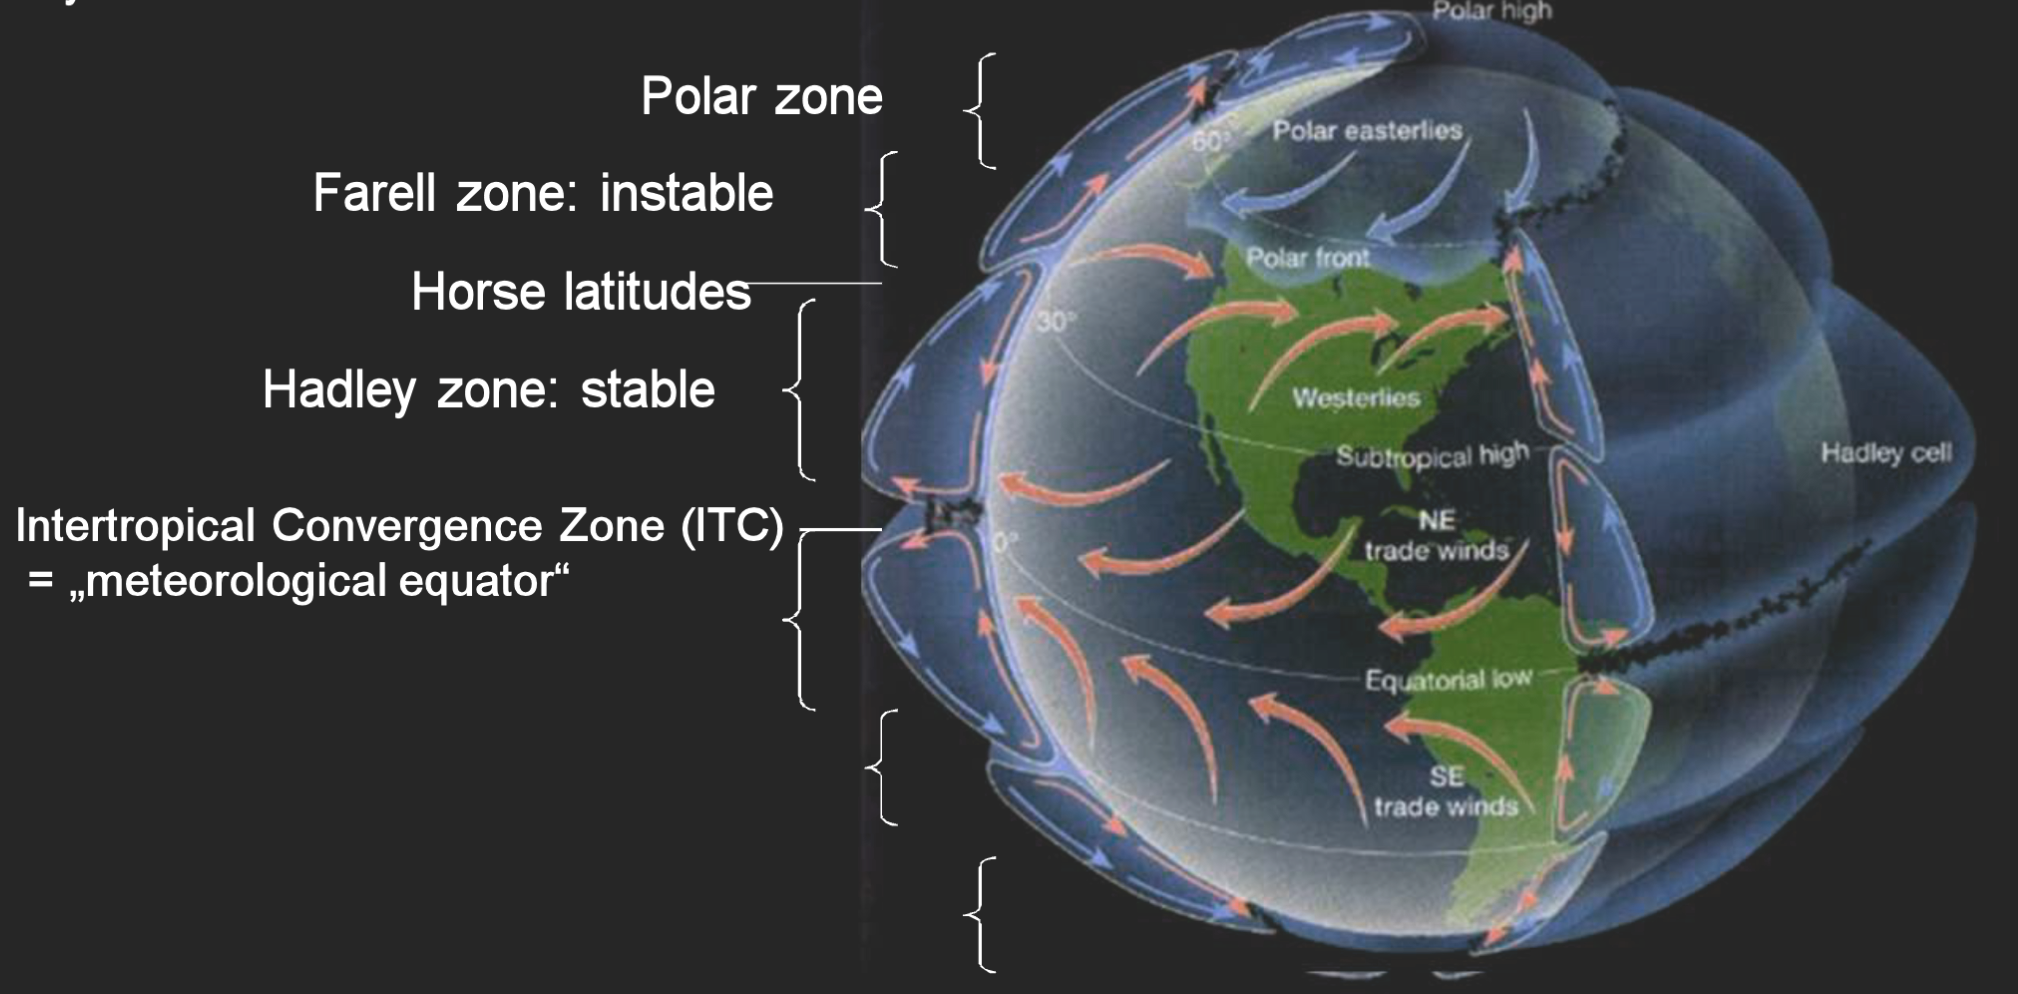 Polar high
Polar zone
60°
Polar easterlies
Farell zone: instable
Polar front
Horse latitudes
30°
Hadley zone: stable
Westerlies
Subtropical high
Hadley cell
Intertropical Convergence Zone (ITC)
= „meteorological equator“
NE
trade winds
0°
Equatorial low
SE
trade winds